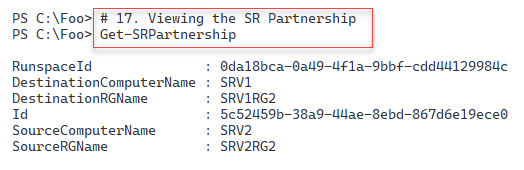 PS C:\Foo> # 17. Viewing the SR Partnership
PS C:\Foo> Get-SRPartnership
RunspaceId : 0da18bca-0a49-4f1a-9bbf-cdd44129984c
DestinationComputerName : SRV1
DestinationRGName : SRV1RG2
Id : 5c52459b-38a9-44ae-8ebd-867d6e19ece0
SourceComputerName : SRV2
SourceRGName : SRV2RG2